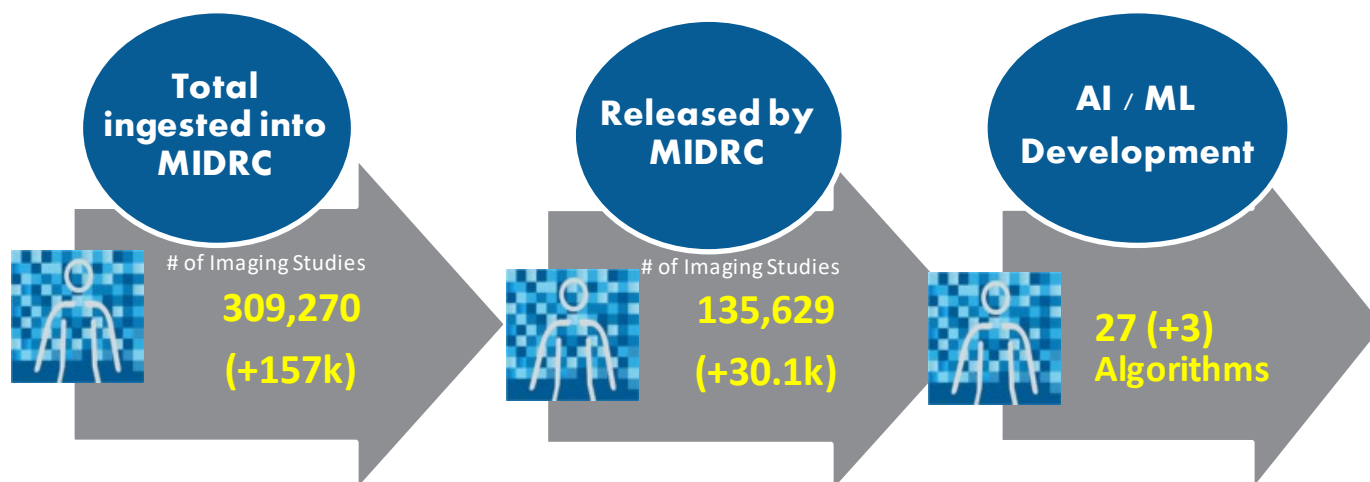 Total
ingested into
MIDRC
# of Imaging Studies
309,270
(+157k)
Released by
MIDRC
# of Imaging Studies
135,629
(+30.1k)
AI / ML
Development
27 (+3)
Algorithms